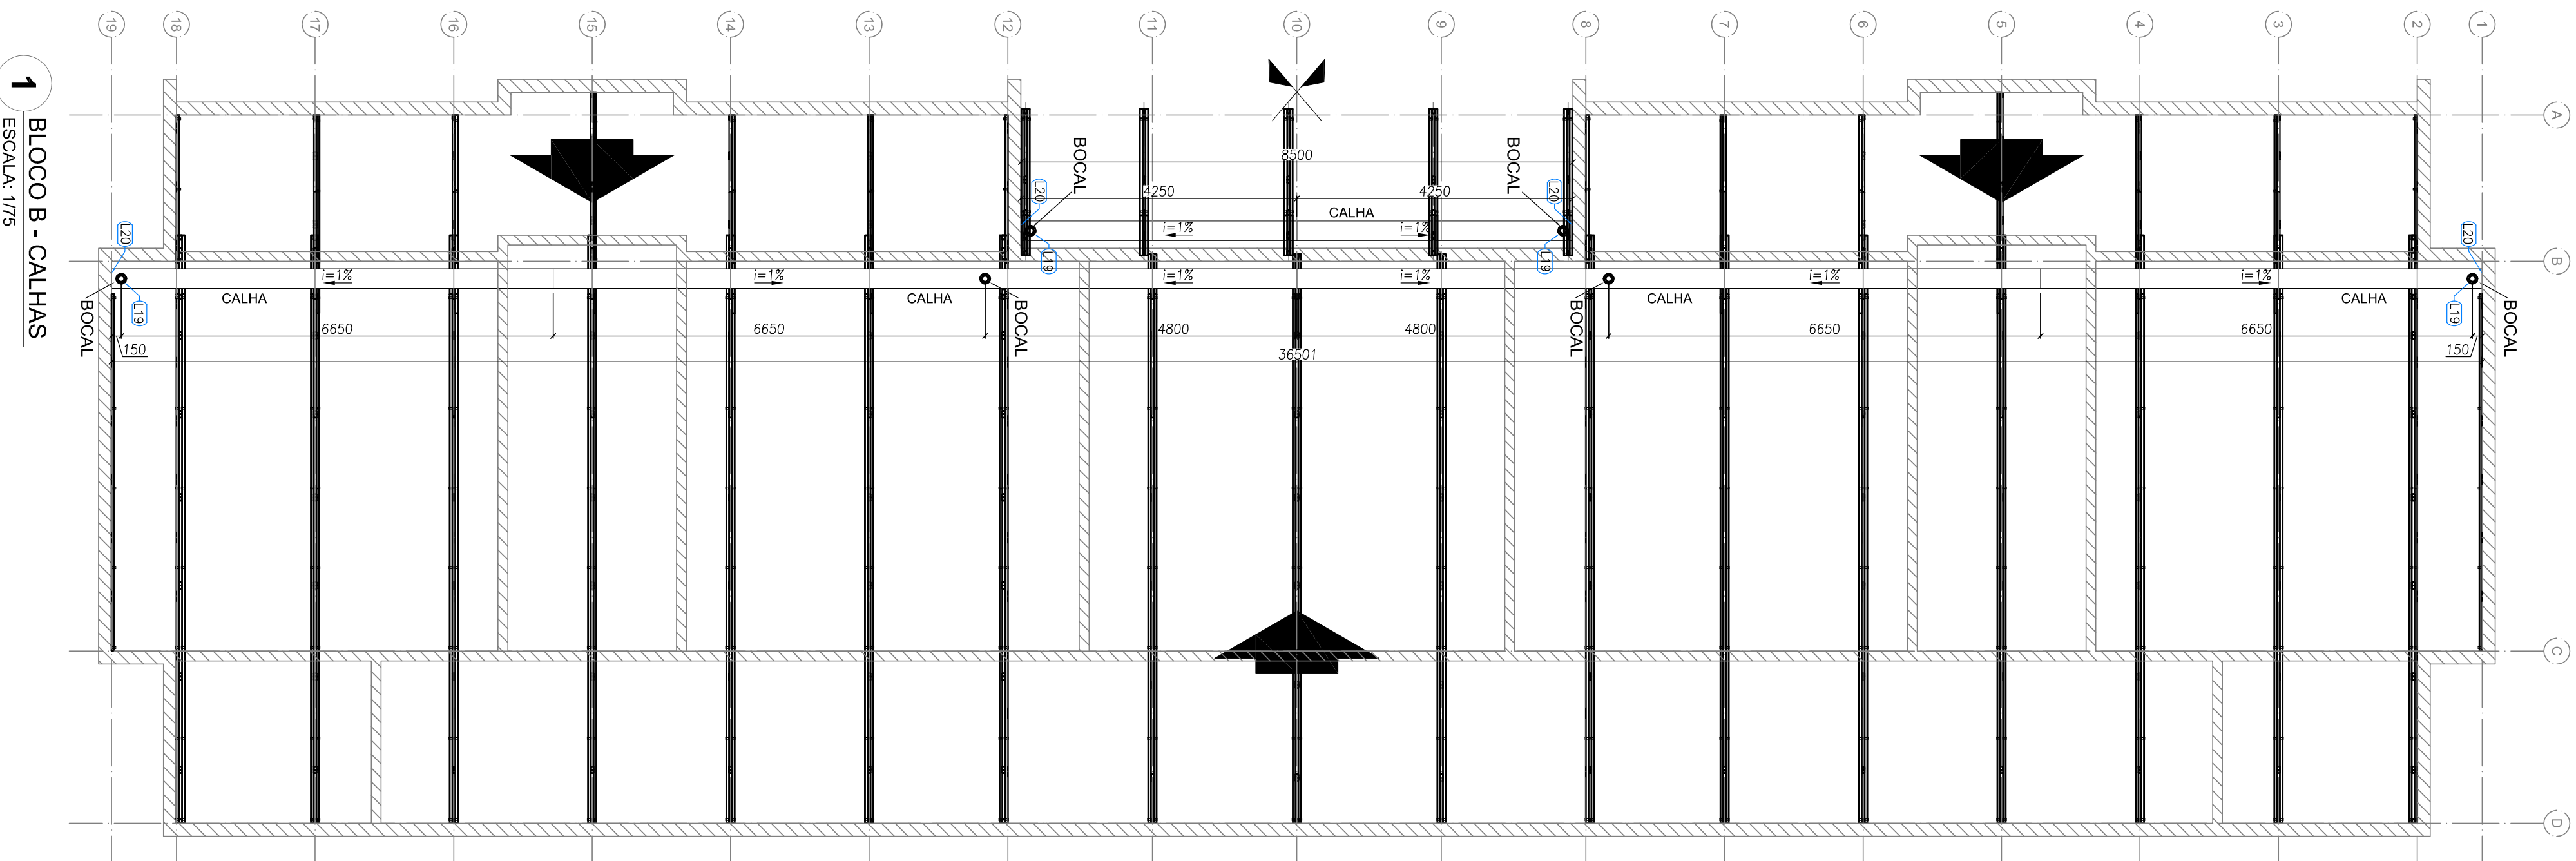 19
18
17
16
15
14
13
12
11
10
9
8
7
6
5
4
3
2
1
A
B
C
D
8500
4250
4250
BOCAL
BOCAL
L20
L20
CALHA
i=1%
i=1%
L19
L19
L20
L20
i=1%
i=1%
i=1%
i=1%
i=1%
i=1%
CALHA
CALHA
CALHA
CALHA
L19
L19
BOCAL
BOCAL
BOCAL
BOCAL
6650
6650
4800
4800
6650
6650
150
150
36501
1
BLOCO B - CALHAS
ESCALA: 1/75